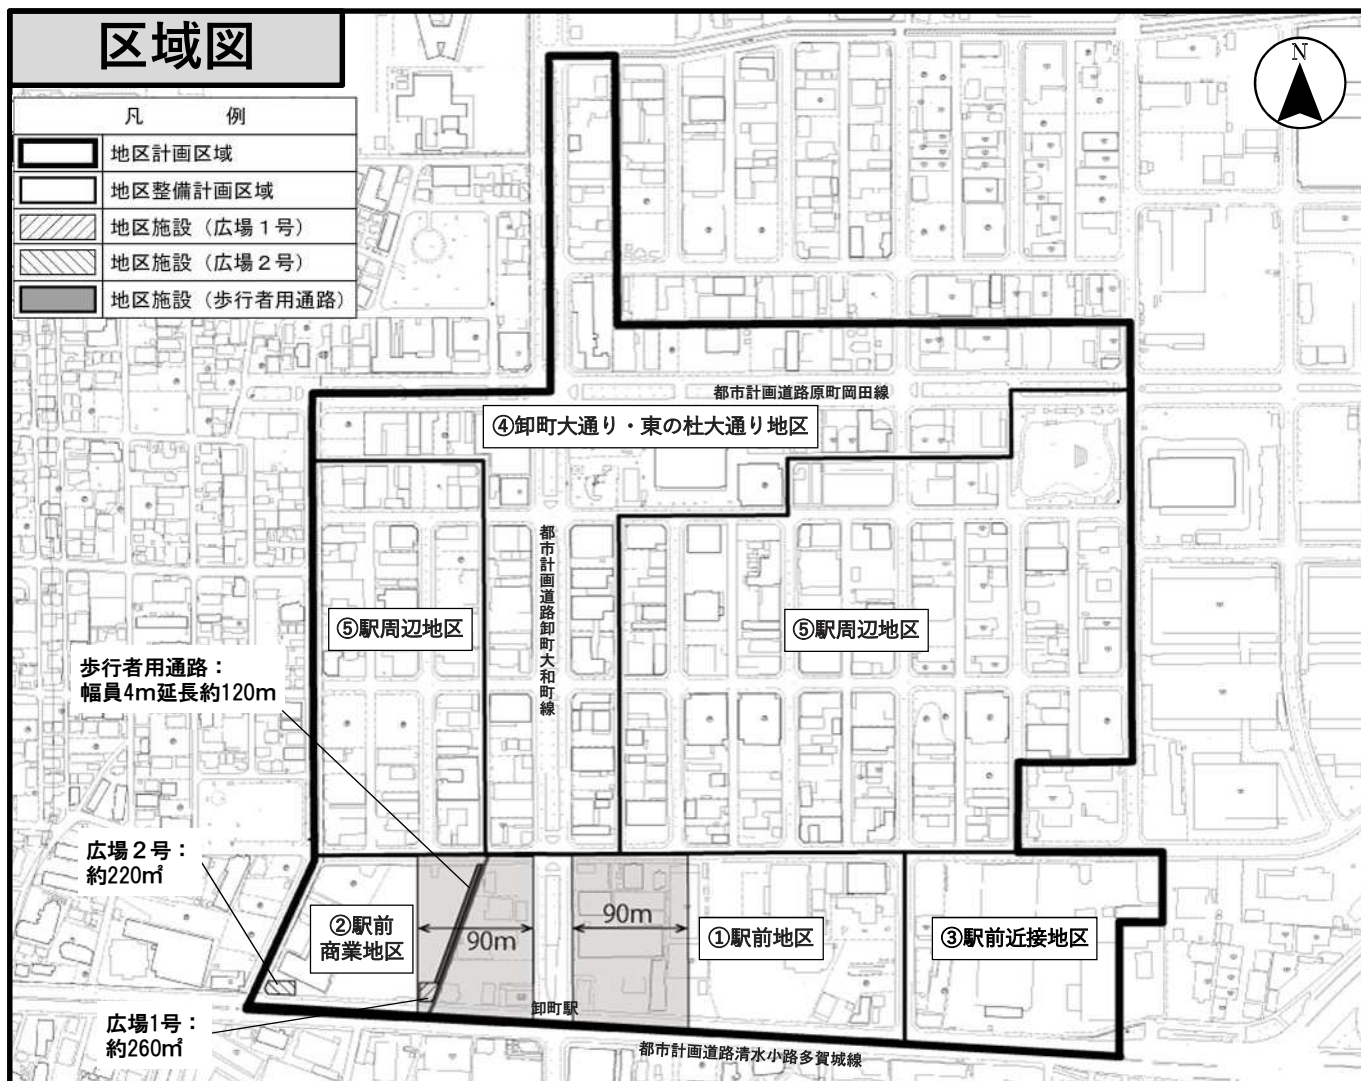 区域図
N
凡　例
地区計画区域
地区整備計画区域
地区施設（広場１号）
地区施設（広場２号）
地区施設（歩行者用通路）
都市計画道路原町岡田線
④卸町大通り・東の杜大通り地区
都市計画道路卸町大和町線
⑤駅周辺地区
⑤駅周辺地区
歩行者用通路：
幅員4m延長約120m
広場２号：
約220㎡
②駅前
商業地区
90m
90m
①駅前地区
③駅前近接地区
卸町駅
広場1号：
約260㎡
都市計画道路清水小路多賀城線